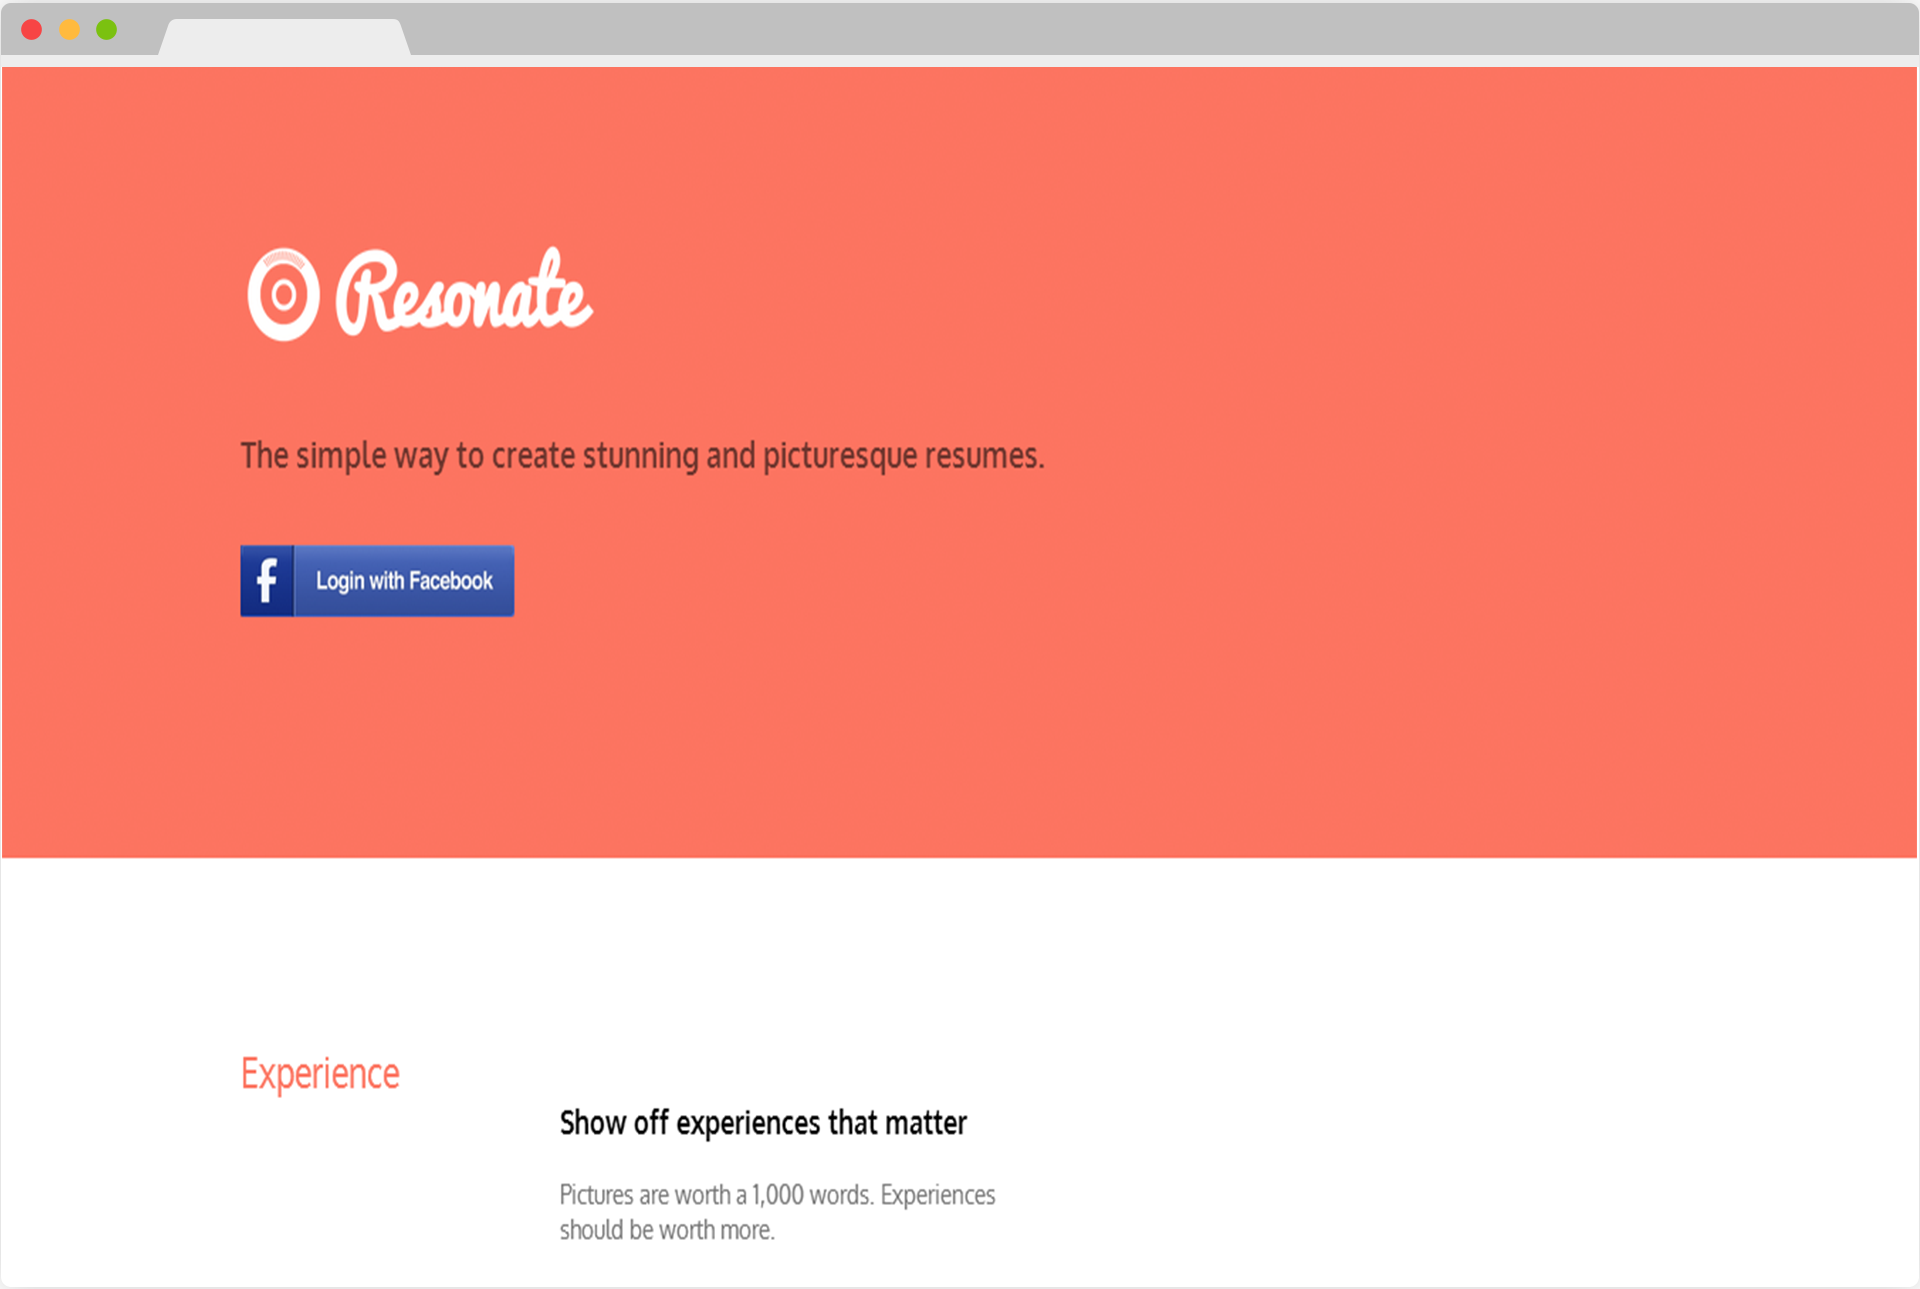 Resonate
The simple way to create stunning and picturesque resumes.
f Login with Facebook
Experience
Show off experiences that matter
Pictures are worth a 1,000 words. Experiences
should be worth more.